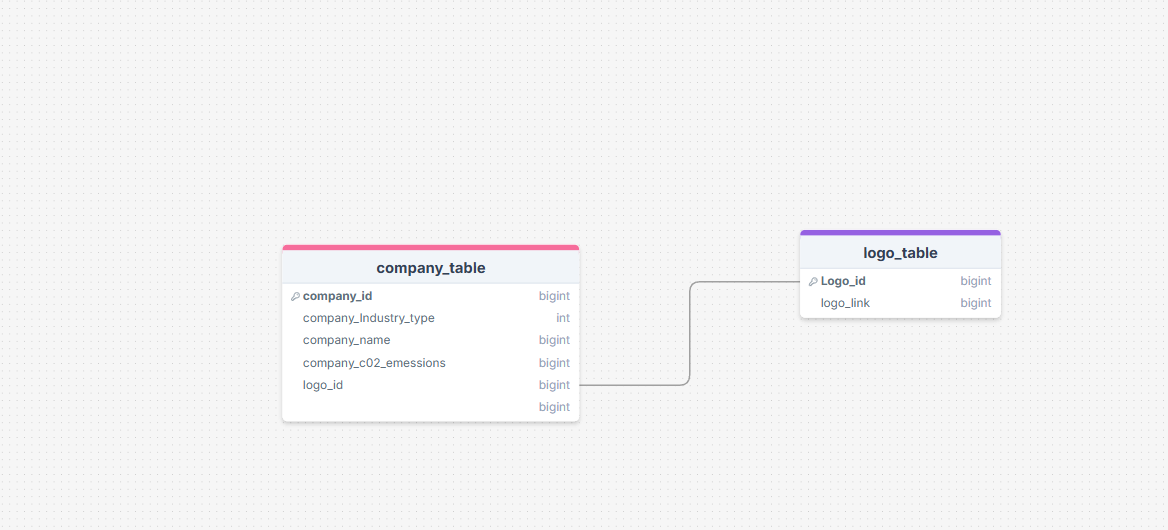 company_table
company_id bigint
company_Industry_type int
company_name bigint
company_c02_emessions bigint
logo_id bigint
bigint
logo_table
Logo_id bigint
logo_link bigint